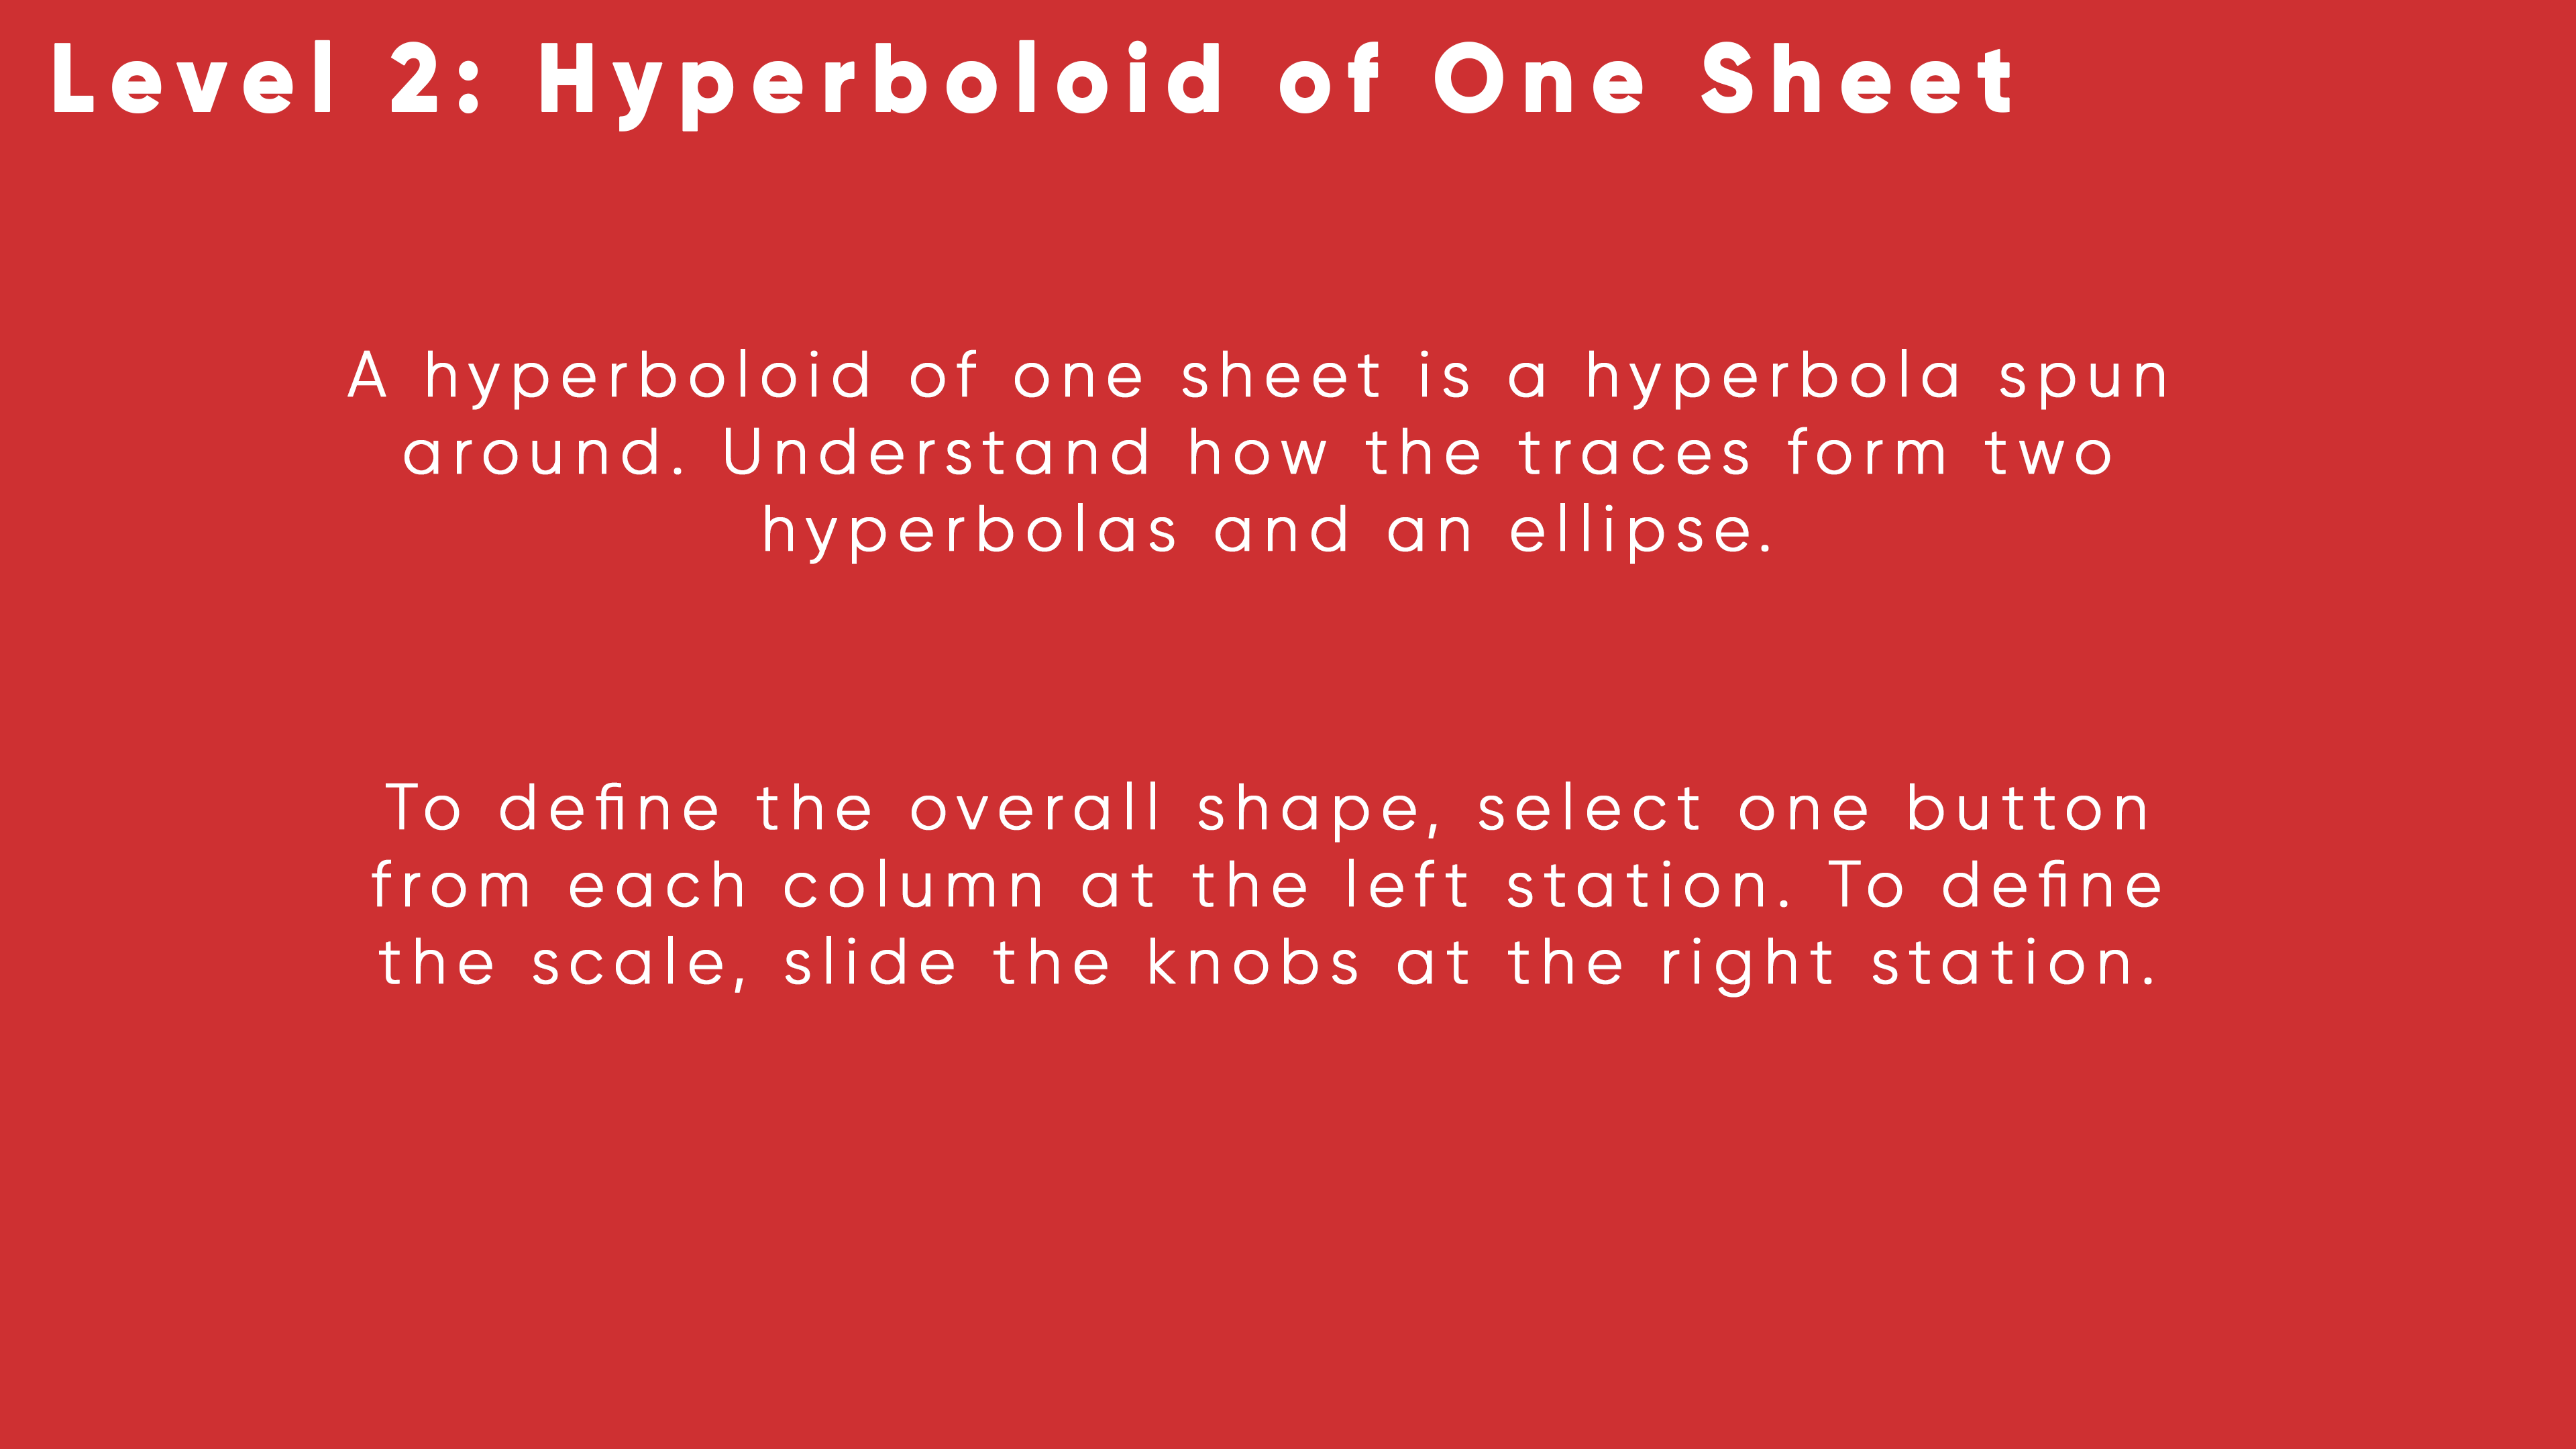 Level 2: Hyperboloid of One Sheet
A hyperboloid of one sheet is a hyperbola spun
around. Understand how the traces form two
hyperbolas and an ellipse.
To define the overall shape, select one button
from each column at the left station. To define
the scale, slide the knobs at the right station.